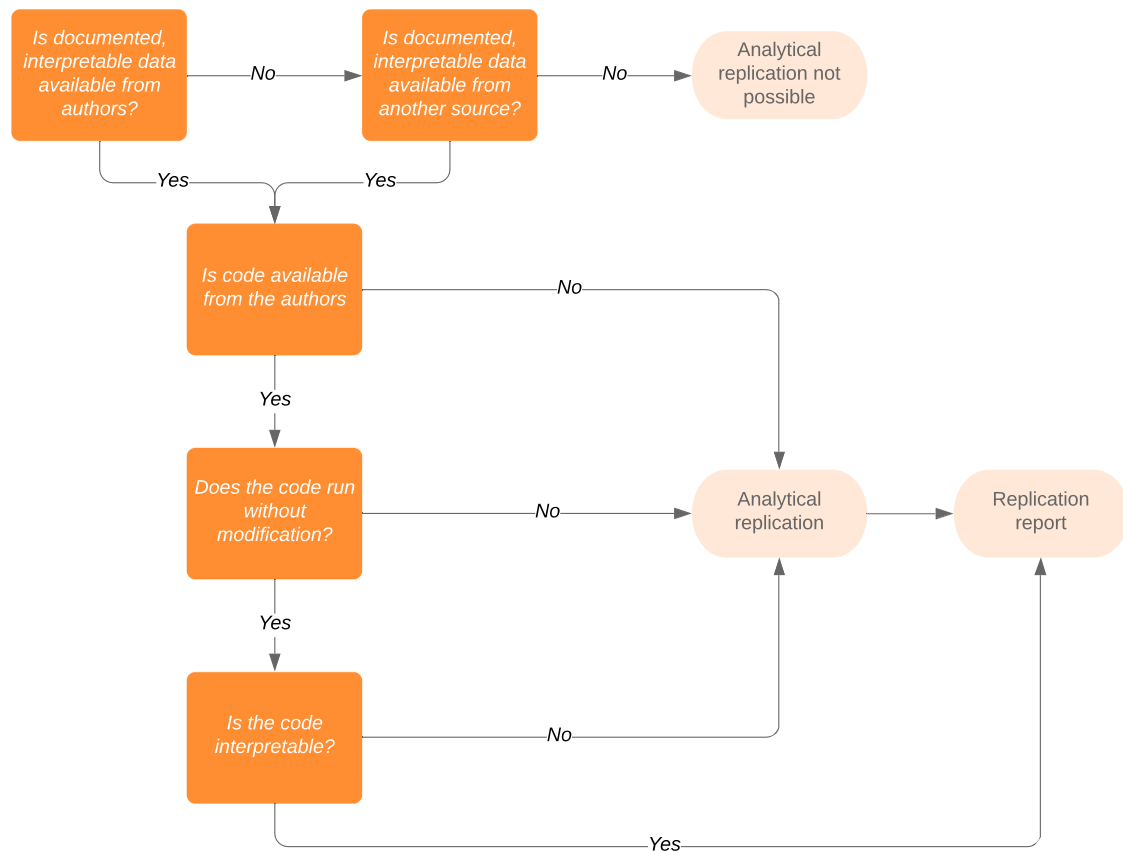 Is documented,
interpretable data
available from
authors?
No
Is documented,
interpretable data
available from
another source?
No
Analytical
replication not
possible
Yes
Yes
Is code available
from the authors
No
Yes
Does the code run
without
modification?
No
Analytical
replication
Replication
report
Yes
Is the code
interpretable?
No
Yes